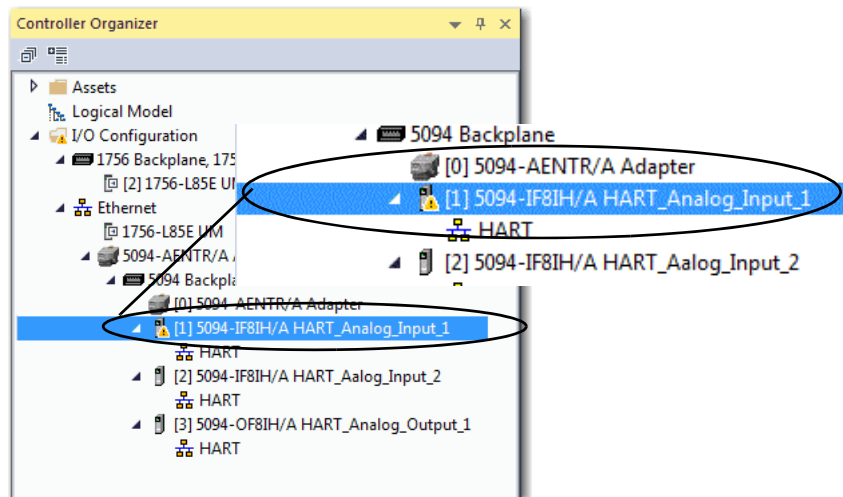 Controller Organizer
Assets
Logical Model
I/O Configuration
1756 Backplane, 175
[2] 1756-L85E UM
Ethernet
1756-L85E UM
5094-AENTR/A
5094 Backpla
[0] 5094-AENTR/A Adapter
[1] 5094-IF8IH/A HART_Analog_Input_1
HART
[2] 5094-IF8IH/A HART_Aalog_Input_2
HART
[3] 5094-OF8IH/A HART_Analog_Output_1
HART
5094 Backplane
[0] 5094-AENTR/A Adapter
[1] 5094-IF8IH/A HART_Analog_Input_1
HART
[2] 5094-IF8IH/A HART_Aalog_Input_2